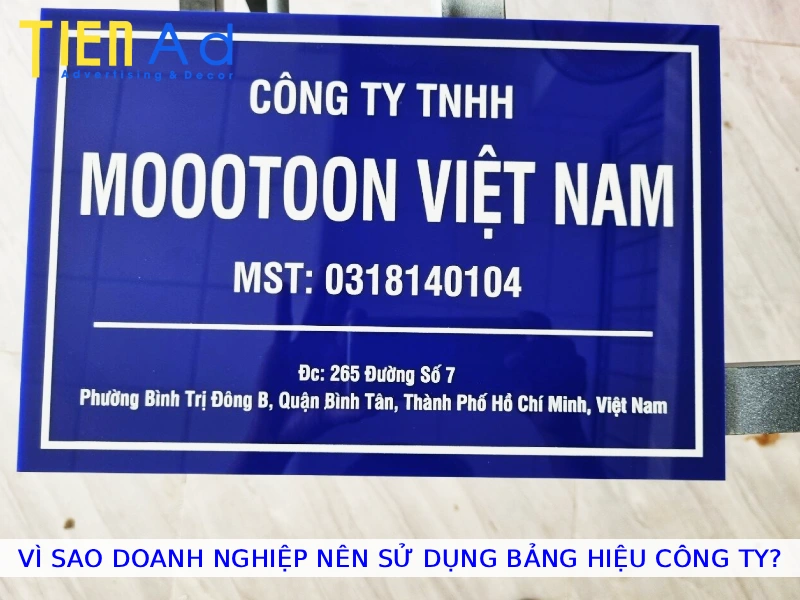 TIEN Ad
Advertising & Decor
CÔNG TY TNHH
MOOOTOON VIỆT NAM
MST: 0318140104
Đc: 265 Đường Số 7
Phường Bình Trị Đông B, Quận Bình Tân, Thành Phố Hồ Chí Minh, Việt Nam
VÌ SAO DOANH NGHIỆP NÊN SỬ DỤNG BẢNG HIỆU CÔNG TY?